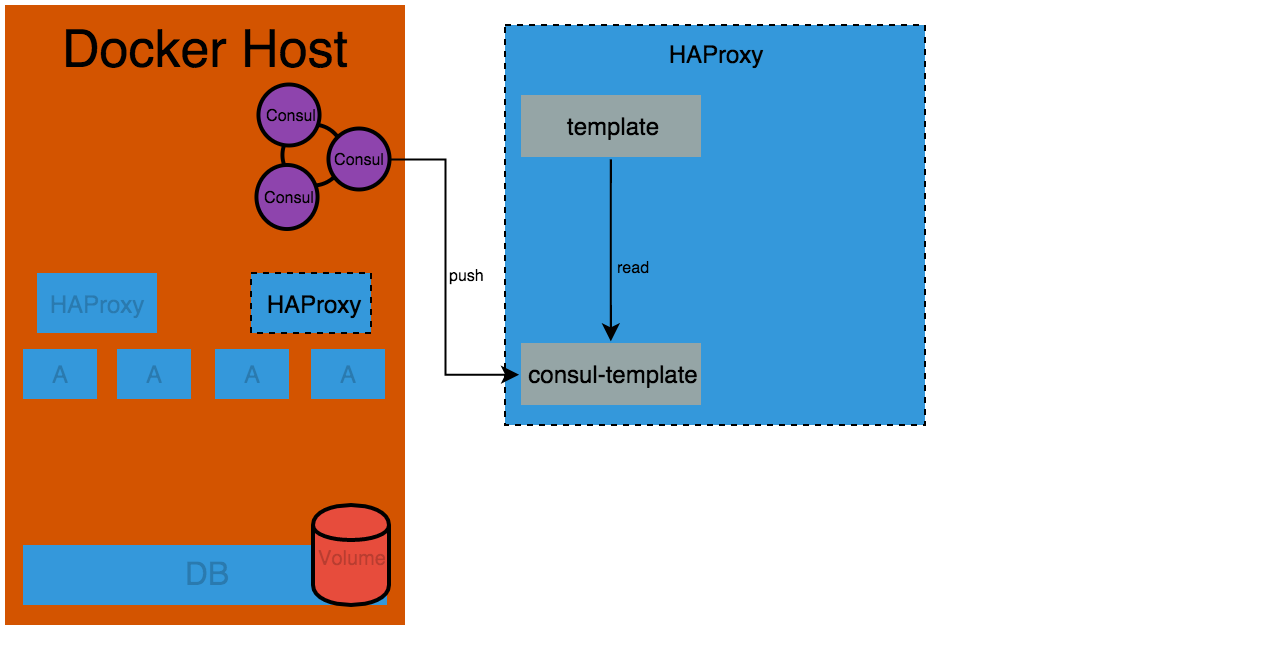 Docker Host
Consul
Consul
Consul
HAProxy
HAProxy
A
A
A
A
Volume
DB
push
HAProxy
template
read
consul-template